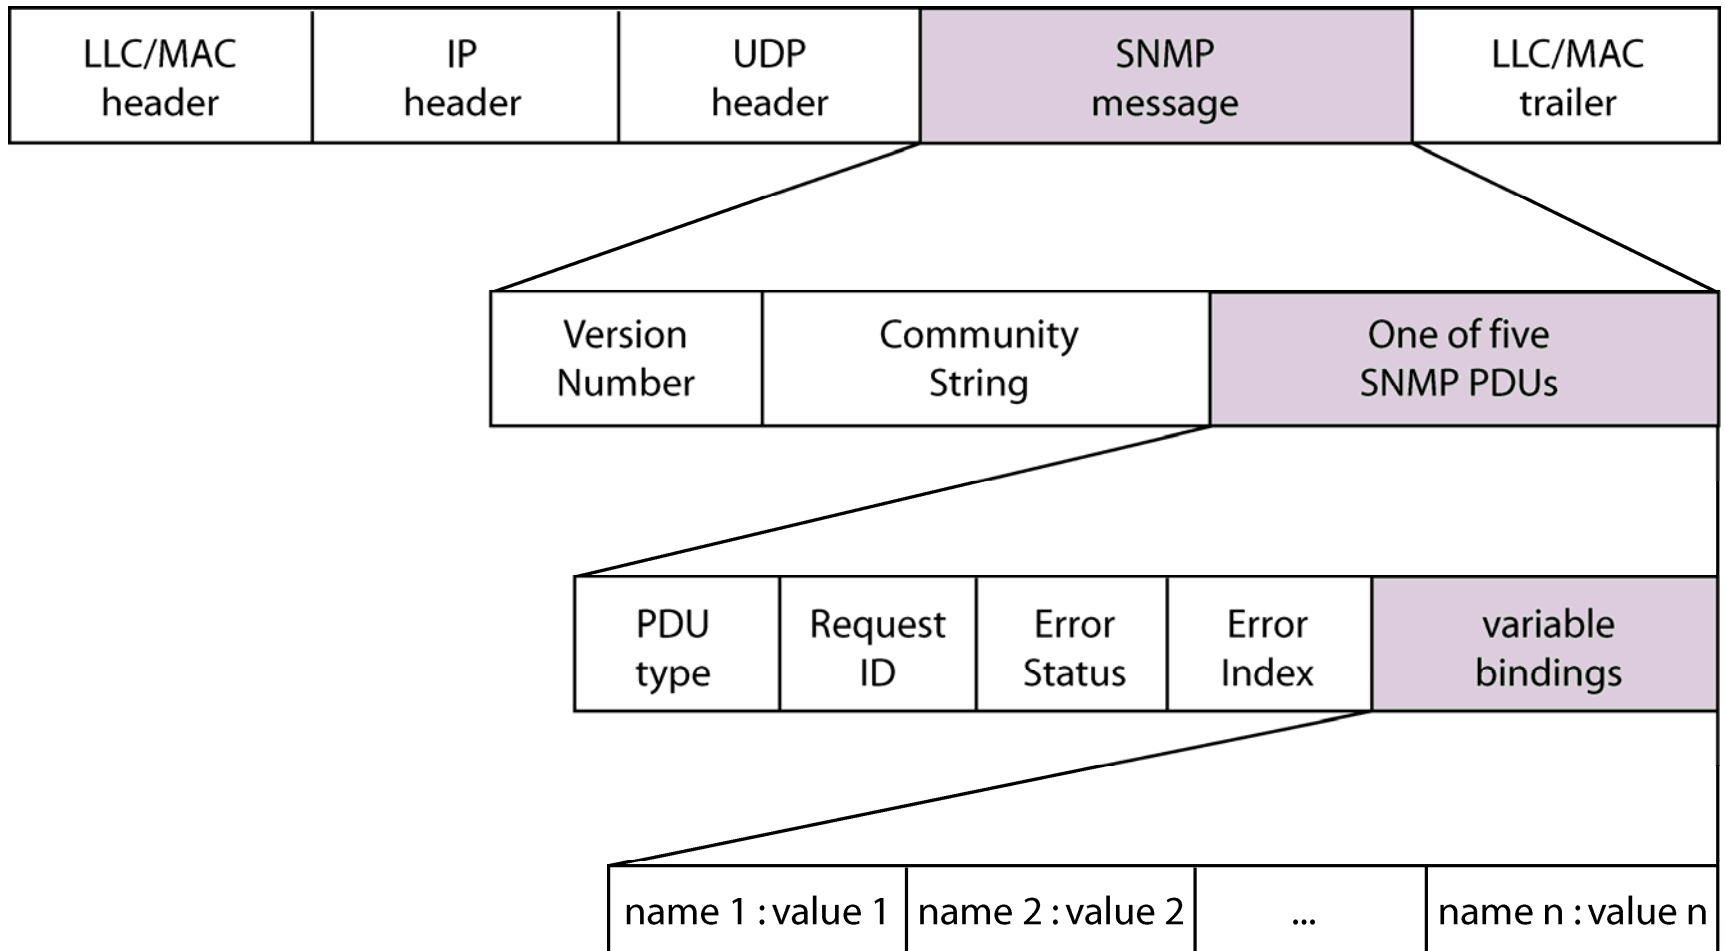 LLC/MAC
header
IP
header
UDP
header
SNMP
message
LLC/MAC
trailer
Version
Number
Community
String
One of five
SNMP PDUs
PDU
type
Request
ID
Error
Status
Error
Index
variable
bindings
name 1 : value 1
name 2 : value 2
...
name n : value n